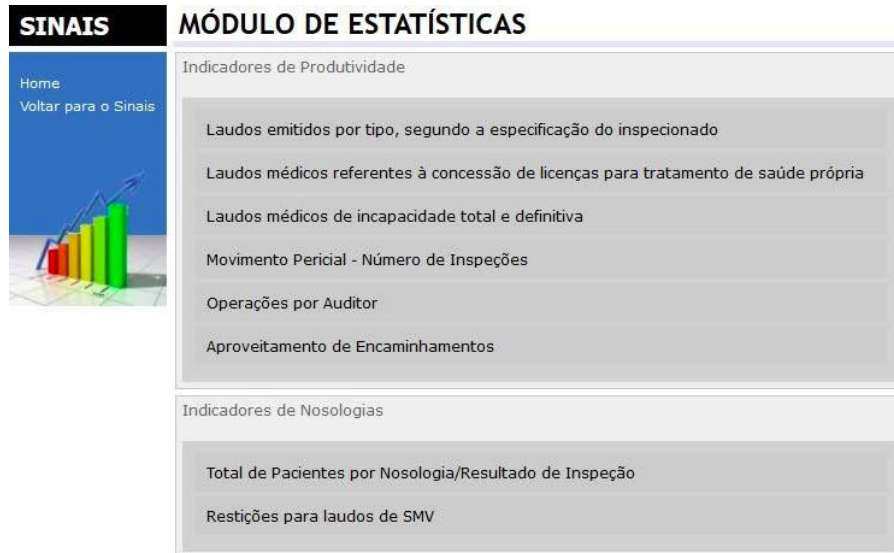 SINAIS
MÓDULO DE ESTATÍSTICAS
Home
Voltar para o Sinais
Indicadores de Produtividade
Laudos emitidos por tipo, segundo a especificação do inspecionado
Laudos médicos referentes à concessão de licenças para tratamento de saúde própria
Laudos médicos de incapacidade total e definitiva
Movimento Pericial - Número de Inspeções
Operações por Auditor
Aproveitamento de Encaminhamentos
Indicadores de Nosologias
Total de Pacientes por Nosologia/Resultado de Inspeção
Restições para laudos de SMV